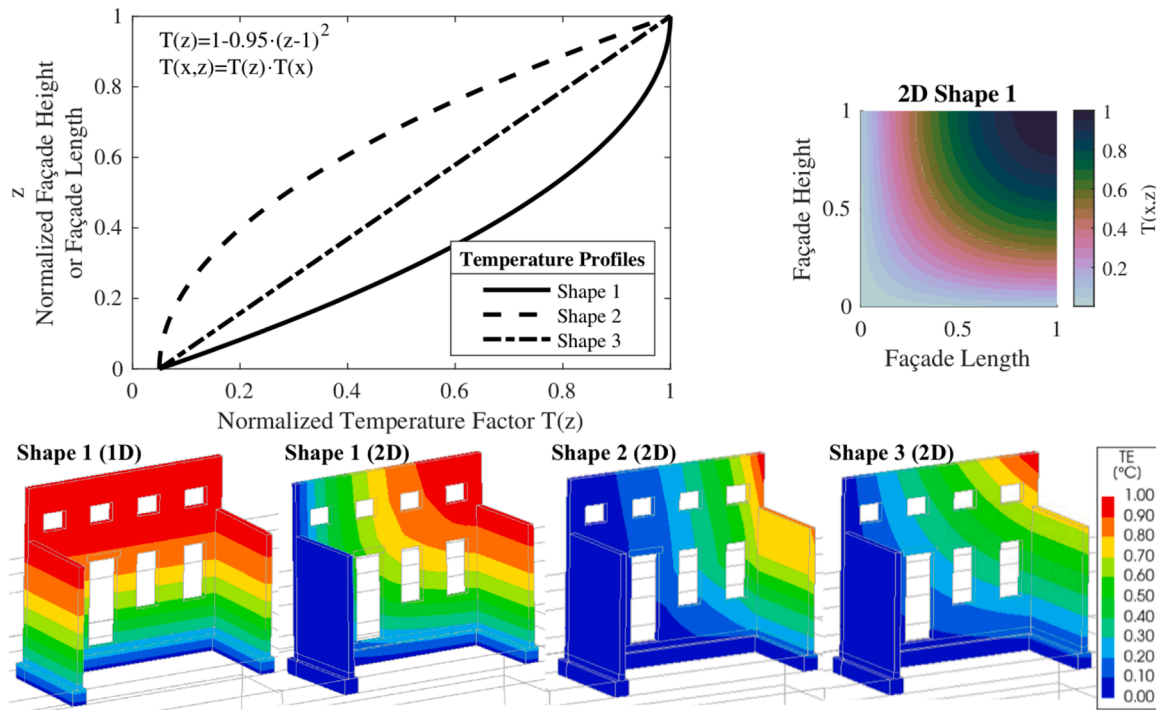 T(z)=1-0.95·(z-1)²
T(x,z)=T(z)·T(x)
z
Normalized Façade Height
or Façade Length
1
0.8
0.6
0.4
0.2
0
0
0.2
0.4
0.6
0.8
1
Normalized Temperature Factor T(z)
Temperature Profiles
Shape 1
Shape 2
Shape 3
2D Shape 1
Façade Height
1
0.5
0
0
0.5
1
Façade Length
1
0.8
0.6
0.4
0.2
T(x,z)
Shape 1 (1D)
Shape 1 (2D)
Shape 2 (2D)
Shape 3 (2D)
TE
(°C)
1.00
0.90
0.80
0.70
0.60
0.50
0.40
0.30
0.20
0.10
0.00